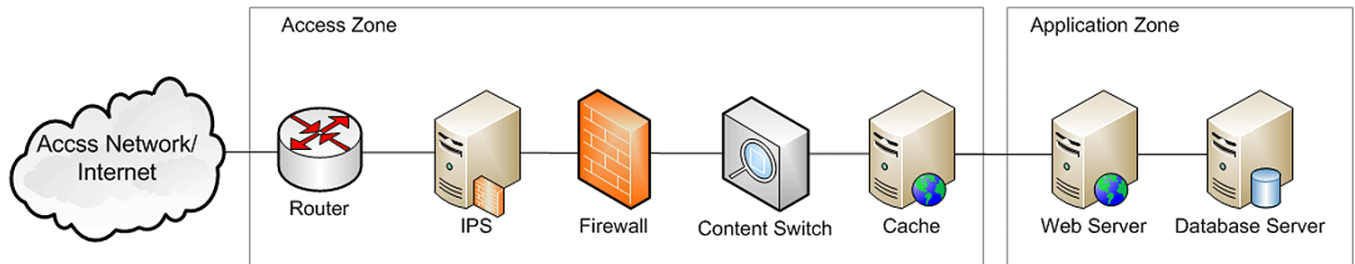 Access Zone
Application Zone
Accss Network/
Internet
Router
IPS
Firewall
Content Switch
Cache
Web Server
Database Server